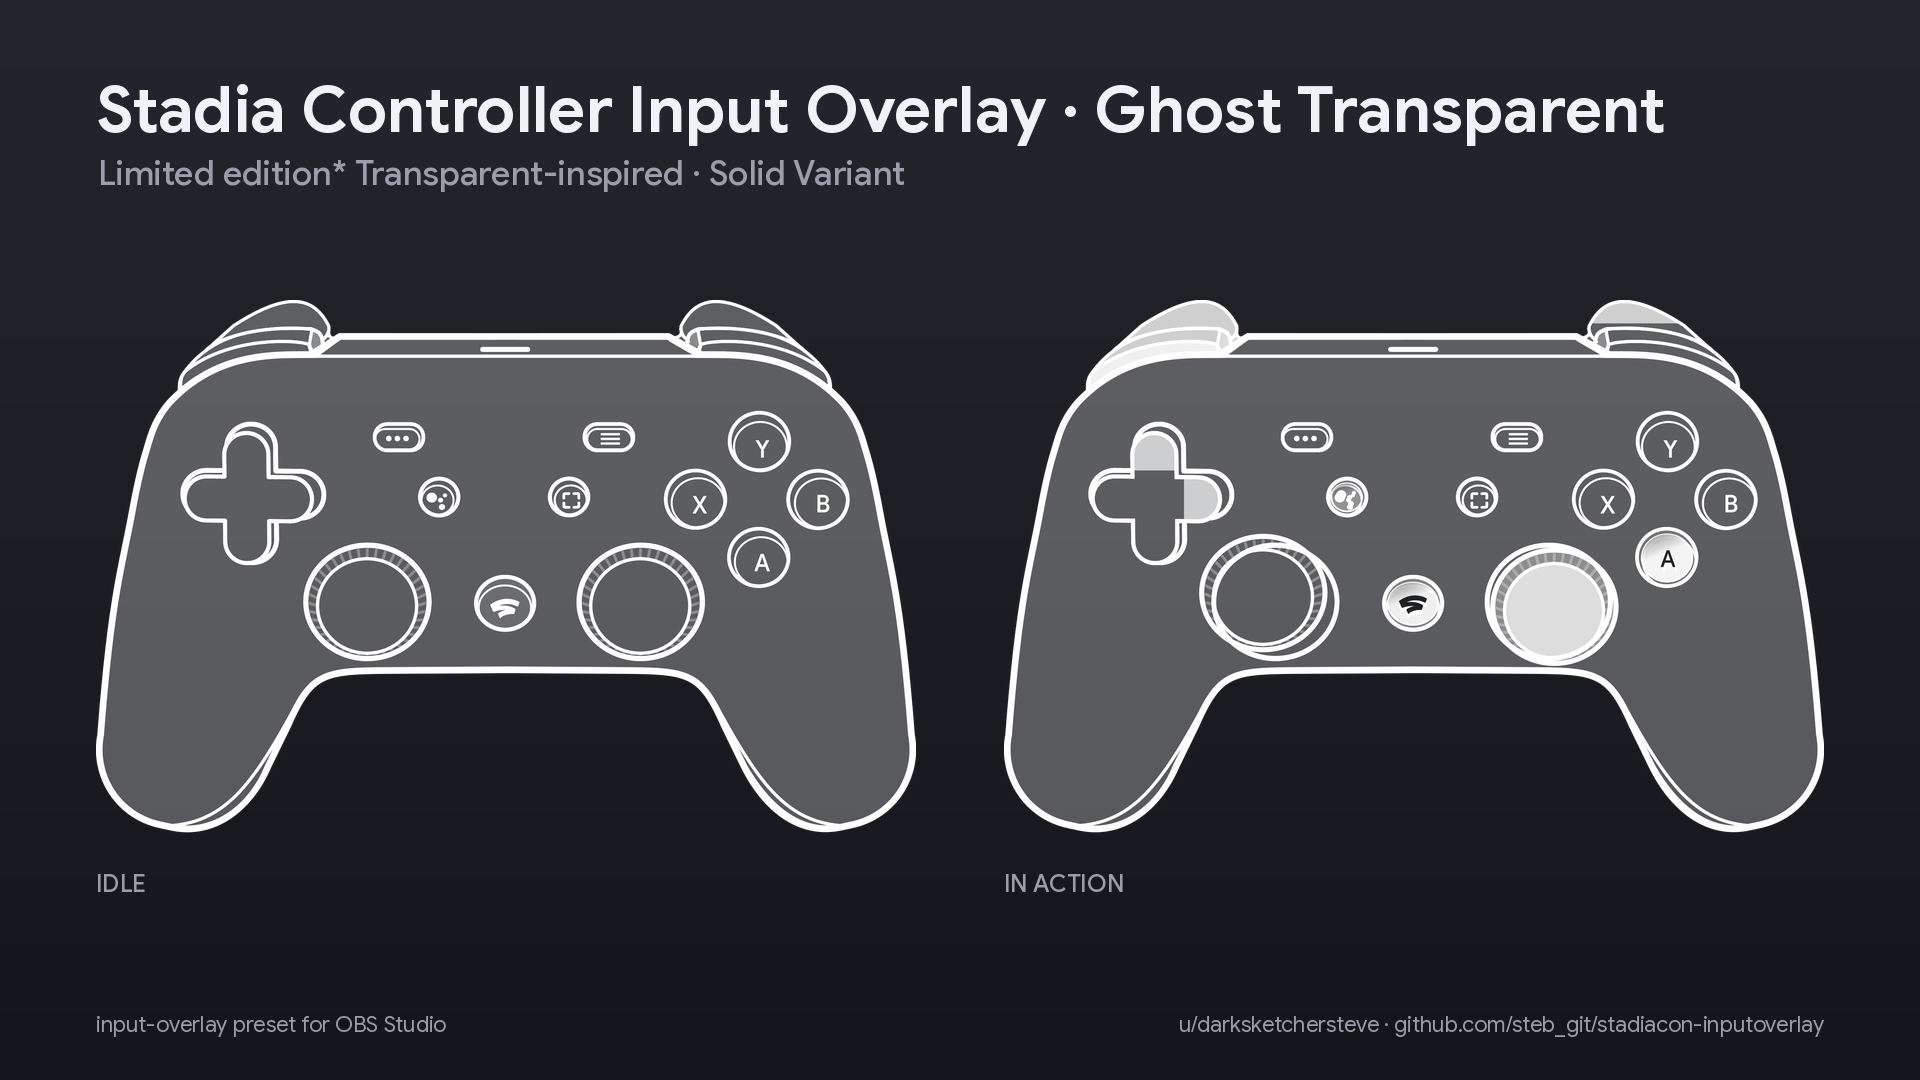 Stadia Controller Input Overlay · Ghost Transparent
Limited edition* Transparent-inspired · Solid Variant
Y
X
B
A
Y
X
B
A
IDLE
IN ACTION
input-overlay preset for OBS Studio
u/darksketchersteve · github.com/steb_git/stadiacon-inputoverlay